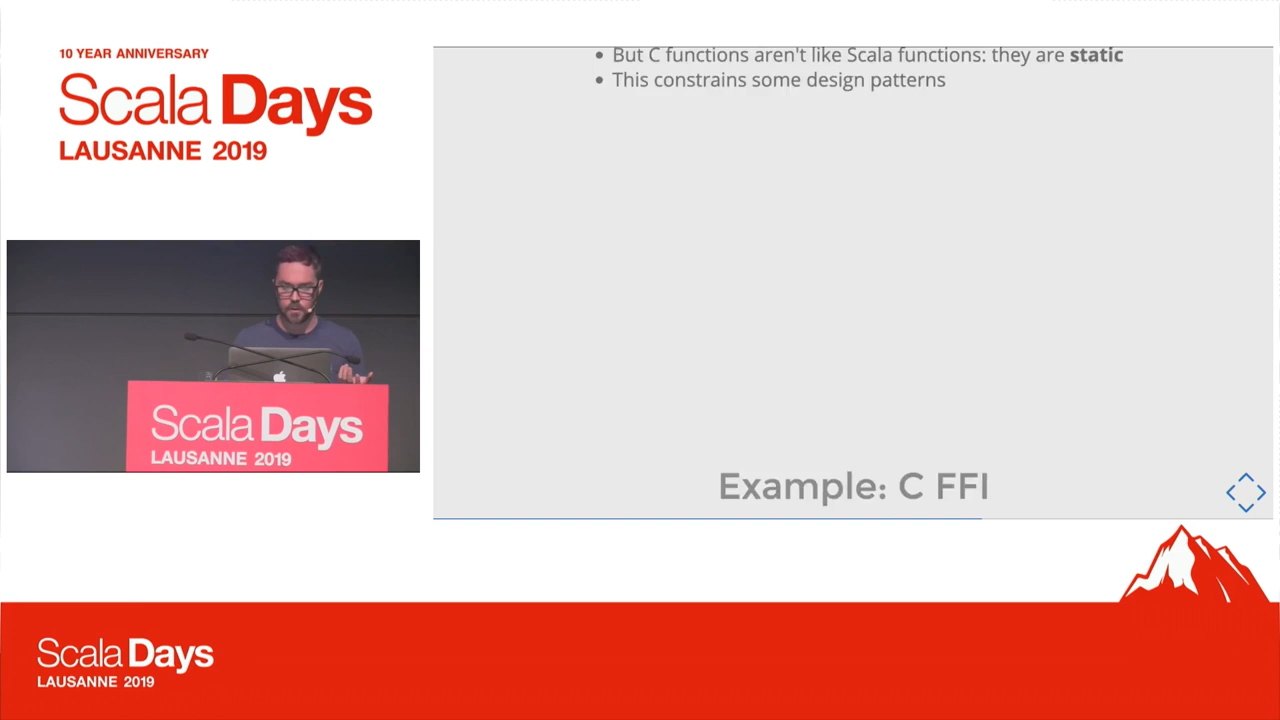 10 YEAR ANNIVERSARY
Scala Days
LAUSANNE 2019
But C functions aren't like Scala functions: they are static
This constrains some design patterns
Example: C FFI
Scala Days
LAUSANNE 2019
Scala Days
LAUSANNE 2019